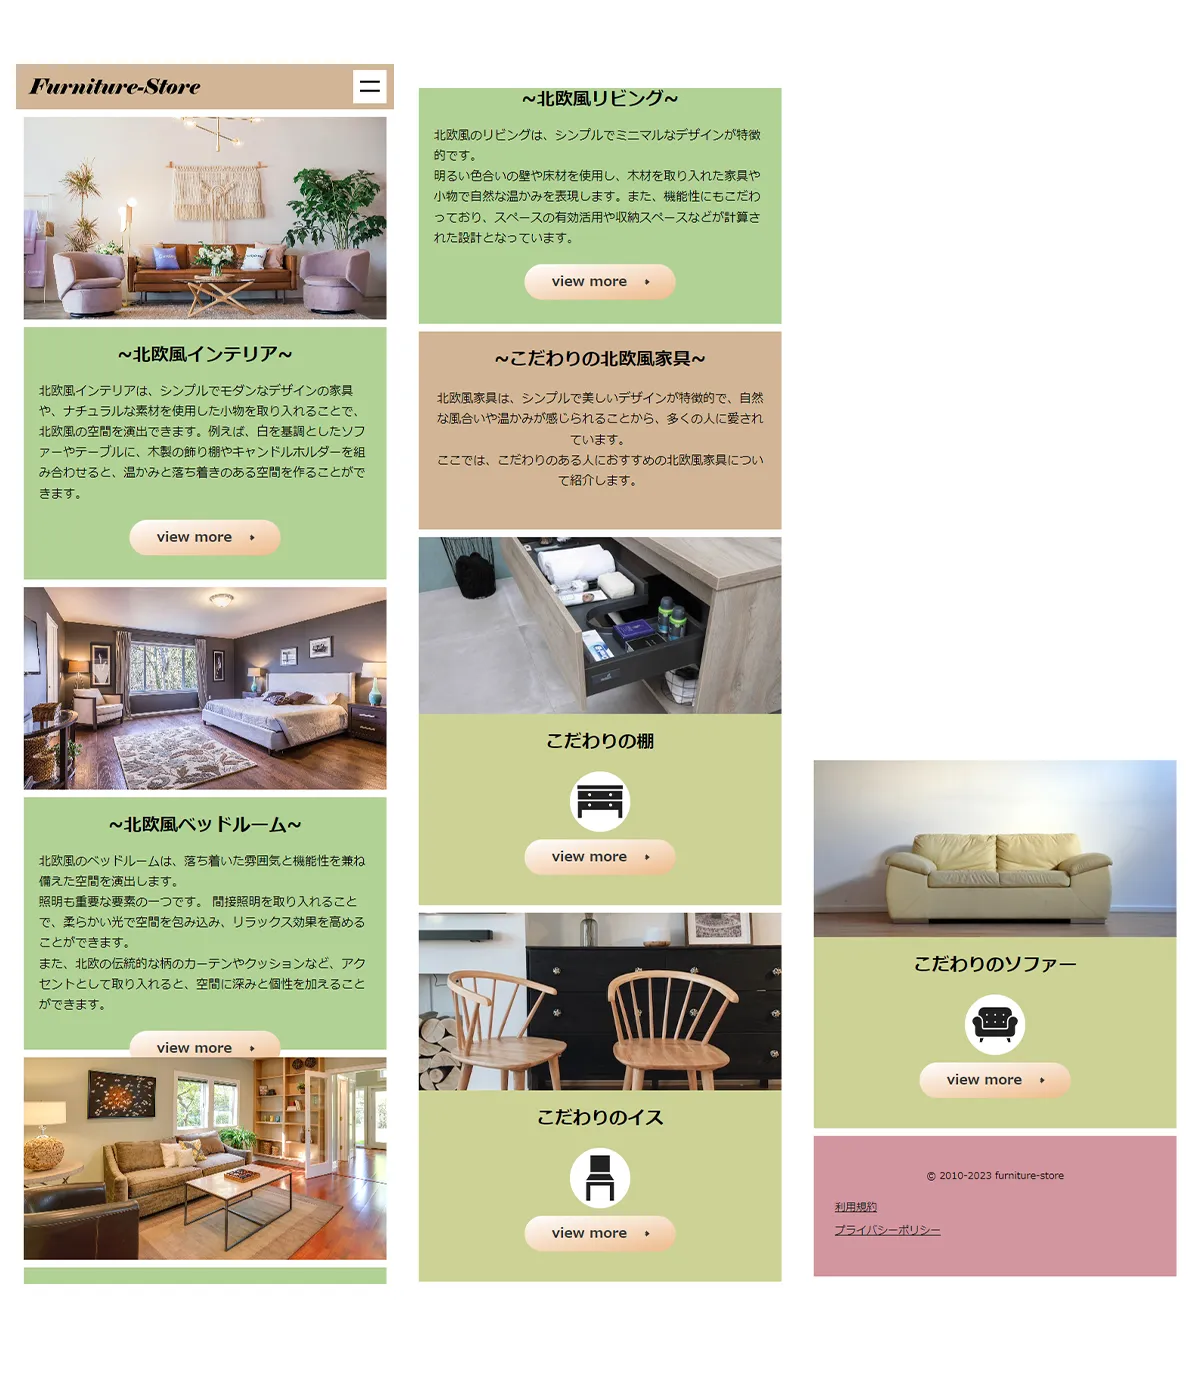 Furniture-Store
~北欧風インテリア~
北欧風インテリアは、シンプルでモダンなデザインの家具
や、ナチュラルな素材を使用した小物を取り入れることで、
北欧風の空間を演出できます。例えば、白を基調としたソフ
ァーやテーブルに、木製の飾り棚やキャンドルホルダーを組
み合わせると、温かみと落ち着きのある空間を作ることがで
きます。
view more
~北欧風ベッドルーム~
北欧風のベッドルームは、落ち着いた雰囲気と機能性を兼ね
備えた空間を演出します。
照明も重要な要素の一つです。 間接照明を取り入れること
で、柔らかい光で空間を包み込み、リラックス効果を高める
ことができます。
また、北欧の伝統的な柄のカーテンやクッションなど、アク
セントとして取り入れると、空間に深みと個性を加えること
ができます。
view more
~北欧風リビング~
北欧風のリビングは、シンプルでミニマルなデザインが特徴
的です。
明るい色合いの壁や床材を使用し、木材を取り入れた家具や
小物で自然な温かみを表現します。また、機能性にもこだわ
っており、スペースの有効活用や収納スペースなどが計算さ
れた設計となっています。
view more
~こだわりの北欧風家具~
北欧風家具は、シンプルで美しいデザインが特徴的で、自然
な風合いや温かみが感じられることから、多くの人に愛され
ています。
ここでは、こだわりのある人におすすめの北欧風家具につい
て紹介します。
こだわりの棚
view more
こだわりのイス
view more
こだわりのソファー
view more
© 2010-2023 furniture-store
利用規約
プライバシーポリシー